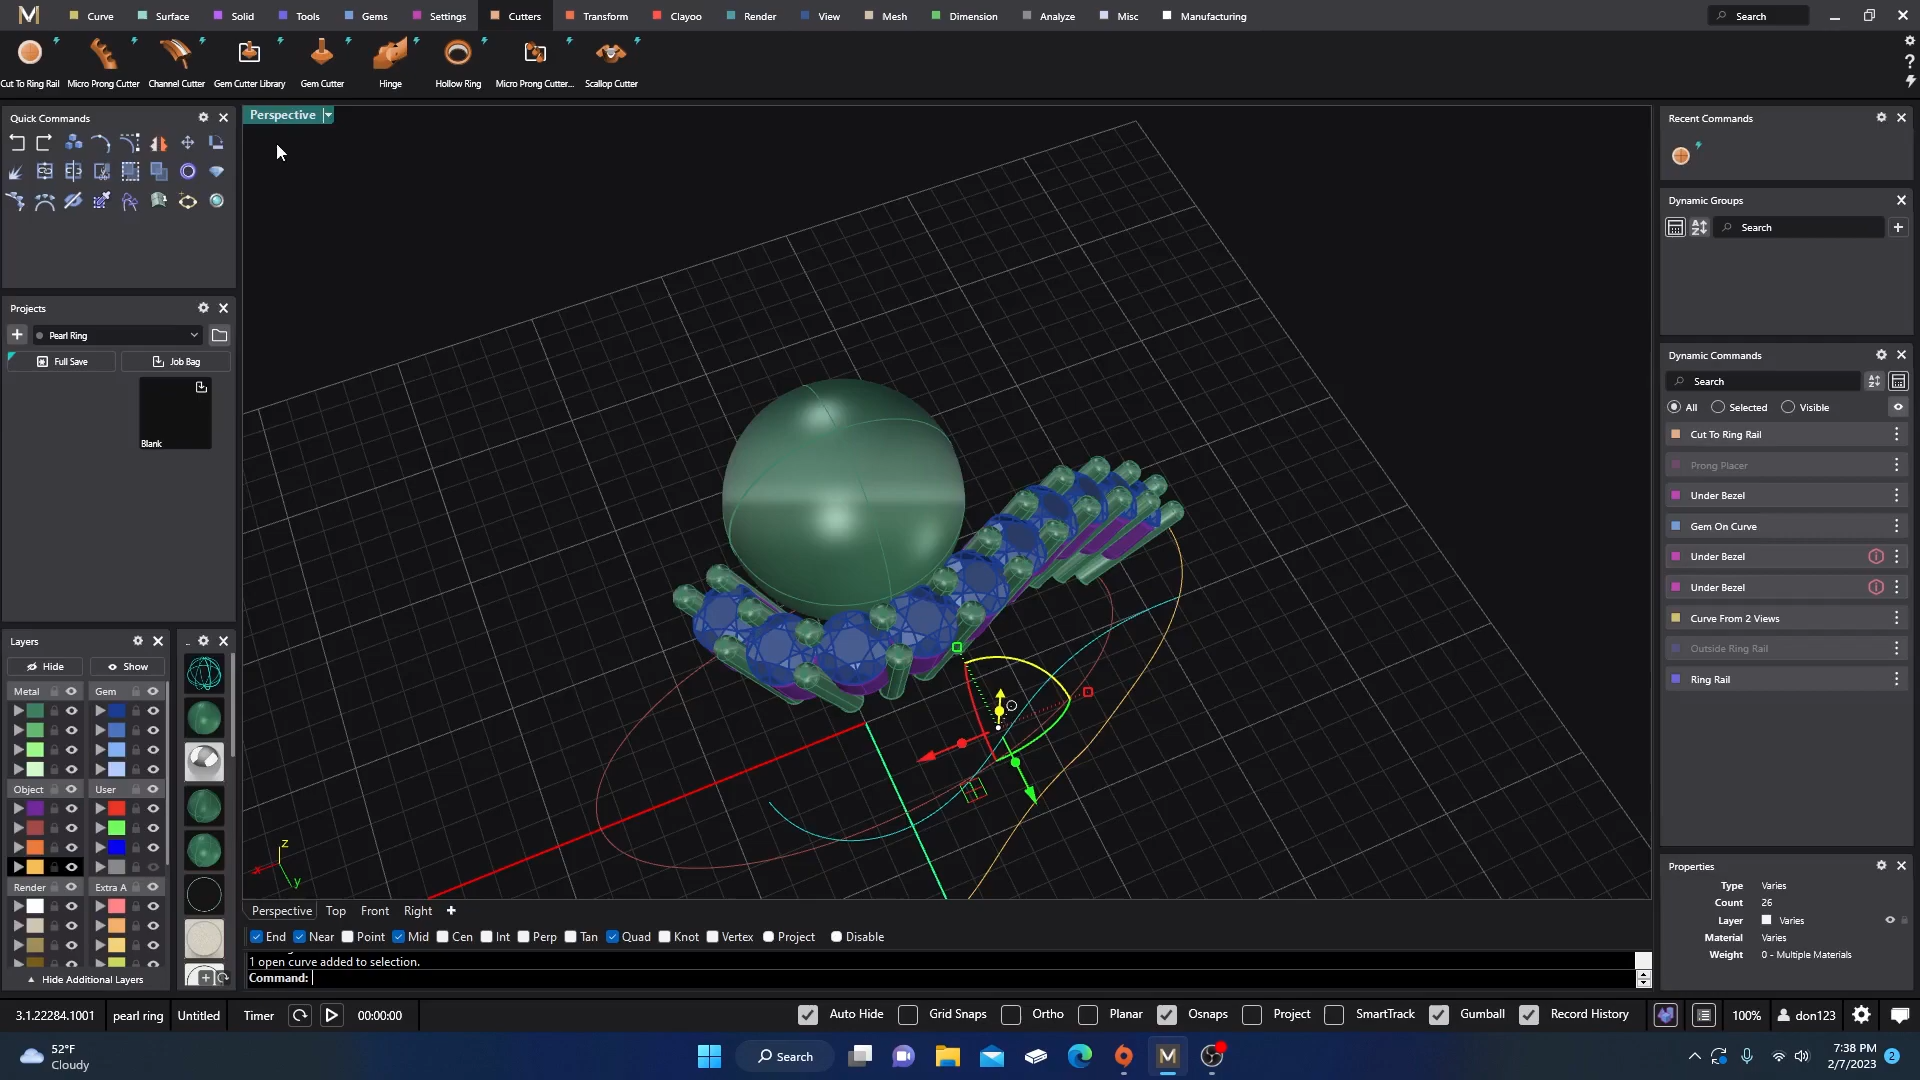 Curve Surface Solid Tools Gems Settings Cutters Transform Clayoo Render View Mesh Dimension Analyze Misc Manufacturing Search
Cut To Ring Rail Micro Prong Cutter Channel Cutter Gem Cutter Library Gem Cutter Hinge Hollow Ring Micro Prong Cutter... Scallop Cutter
Quick Commands
Projects
Pearl Ring
Full Save Job Bag
Blank
Layers
Hide Show
Metal Gem
Object User
Render Extra A
Hide Additional Layers
Perspective
z
x
y
Perspective Top Front Right
End Near Point Mid Cen Int Perp Tan Quad Knot Vertex Project Disable
1 open curve added to selection.
Command:
Recent Commands
Dynamic Groups
Search
Dynamic Commands
Search
All Selected Visible
Cut To Ring Rail
Prong Placer
Under Bezel
Gem On Curve
Under Bezel
Under Bezel
Curve From 2 Views
Outside Ring Rail
Ring Rail
Properties
Type Varies
Count 26
Layer Varies
Material Varies
Weight 0 - Multiple Materials
3.1.22284.1001 pearl ring Untitled Timer 00:00:00 Auto Hide Grid Snaps Ortho Planar Osnaps Project SmartTrack Gumball Record History 100% don123
52°F
Cloudy
Search
7:38 PM
2/7/2023
2